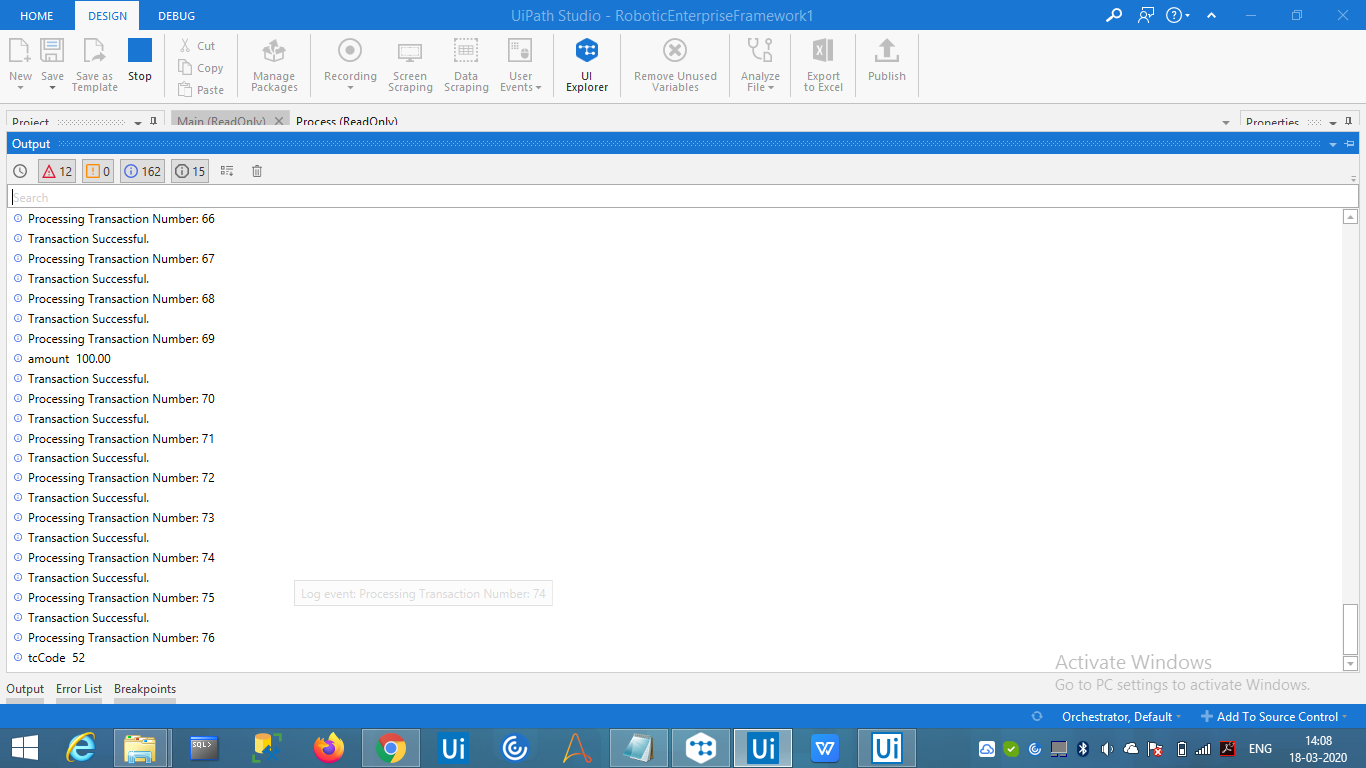 HOME DESIGN DEBUG UiPath Studio - RoboticEnterpriseFramework1
New Save Save as Template Stop Cut Copy Paste Manage Packages Recording Screen Scraping Data Scraping User Events UI Explorer Remove Unused Variables Analyze File Export to Excel Publish
Project Main (ReadOnly) Process (ReadOnly) Properties
Output
12 0 162 15
Search
Processing Transaction Number: 66
Transaction Successful.
Processing Transaction Number: 67
Transaction Successful.
Processing Transaction Number: 68
Transaction Successful.
Processing Transaction Number: 69
amount 100.00
Transaction Successful.
Processing Transaction Number: 70
Transaction Successful.
Processing Transaction Number: 71
Transaction Successful.
Processing Transaction Number: 72
Transaction Successful.
Processing Transaction Number: 73
Transaction Successful.
Processing Transaction Number: 74
Transaction Successful.
Log event: Processing Transaction Number: 74
Processing Transaction Number: 75
Transaction Successful.
Processing Transaction Number: 76
tcCode 52
Activate Windows
Go to PC settings to activate Windows.
Output Error List Breakpoints
Orchestrator, Default Add To Source Control
SQL> Ui Ui W Ui ENG 14:08
18-03-2020